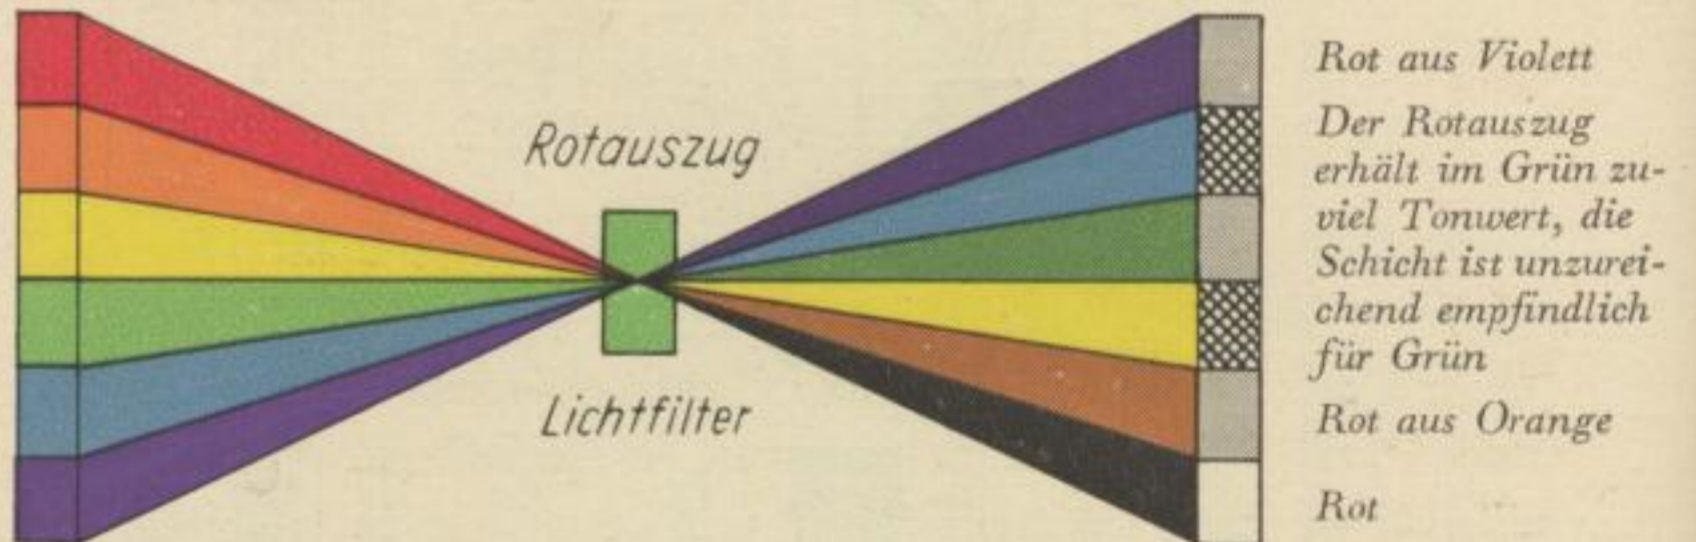 Rotauszug
Lichtfilter
Rot aus Violett
Der Rotauszug
erhält im Grün zu-
viel Tonwert, die
Schicht ist unzurei-
chend empfindlich
für Grün
Rot aus Orange
Rot